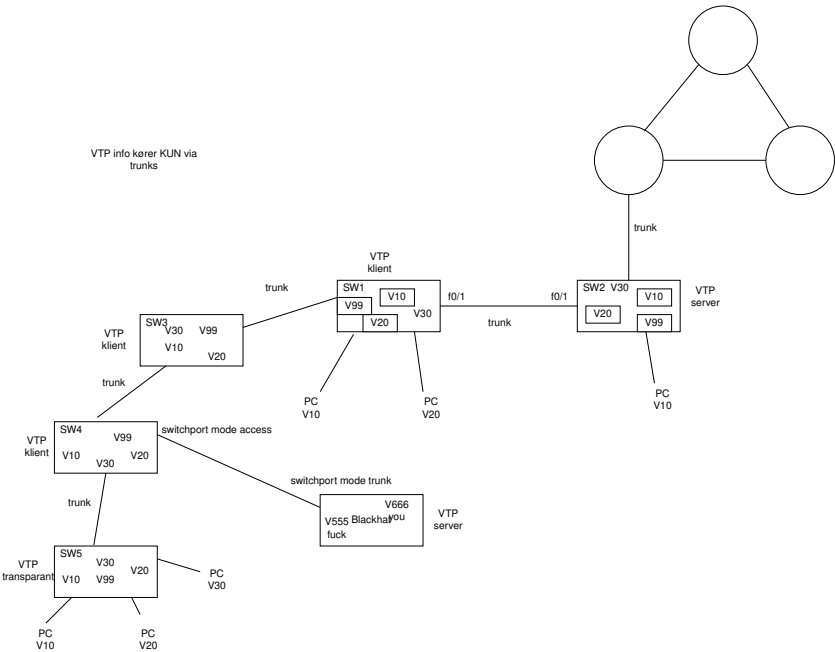 VTP info kører KUN via
trunks
trunk
VTP
klient
SW1
V10
V99
V20
V30
f0/1
trunk
f0/1
SW2 V30
V10
V20
V99
VTP
server
PC
V10
PC
V20
PC
V10
trunk
VTP
klient
SW3
V30 V99
V10
V20
trunk
VTP
klient
SW4
V99
V10
V30
V20
switchport mode access
switchport mode trunk
V666
you
V555 Blackhat
fuck
VTP
server
trunk
VTP
transparant
SW5
V30
V20
V10 V99
PC
V30
PC
V10
PC
V20